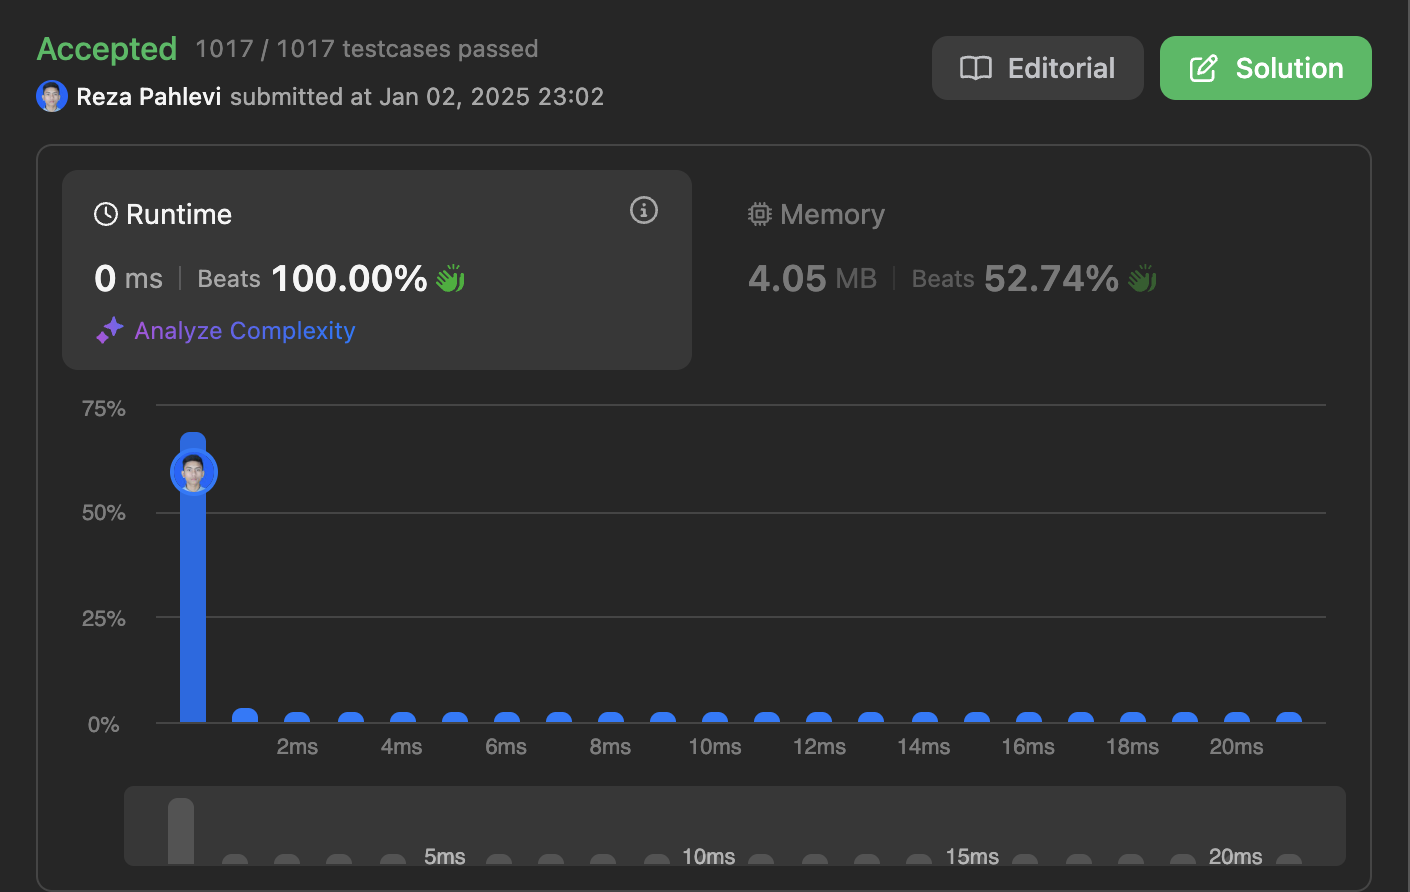 Accepted 1017 / 1017 testcases passed
Reza Pahlevi submitted at Jan 02, 2025 23:02
Editorial
Solution
Runtime
0 ms | Beats 100.00%
Analyze Complexity
Memory
4.05 MB | Beats 52.74%
75%
50%
25%
0%
2ms 4ms 6ms 8ms 10ms 12ms 14ms 16ms 18ms 20ms
5ms 10ms 15ms 20ms